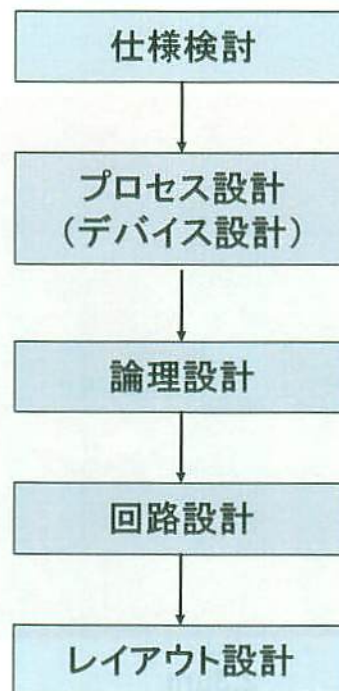 仕様検討
プロセス設計
（デバイス設計）
論理設計
回路設計
レイアウト設計